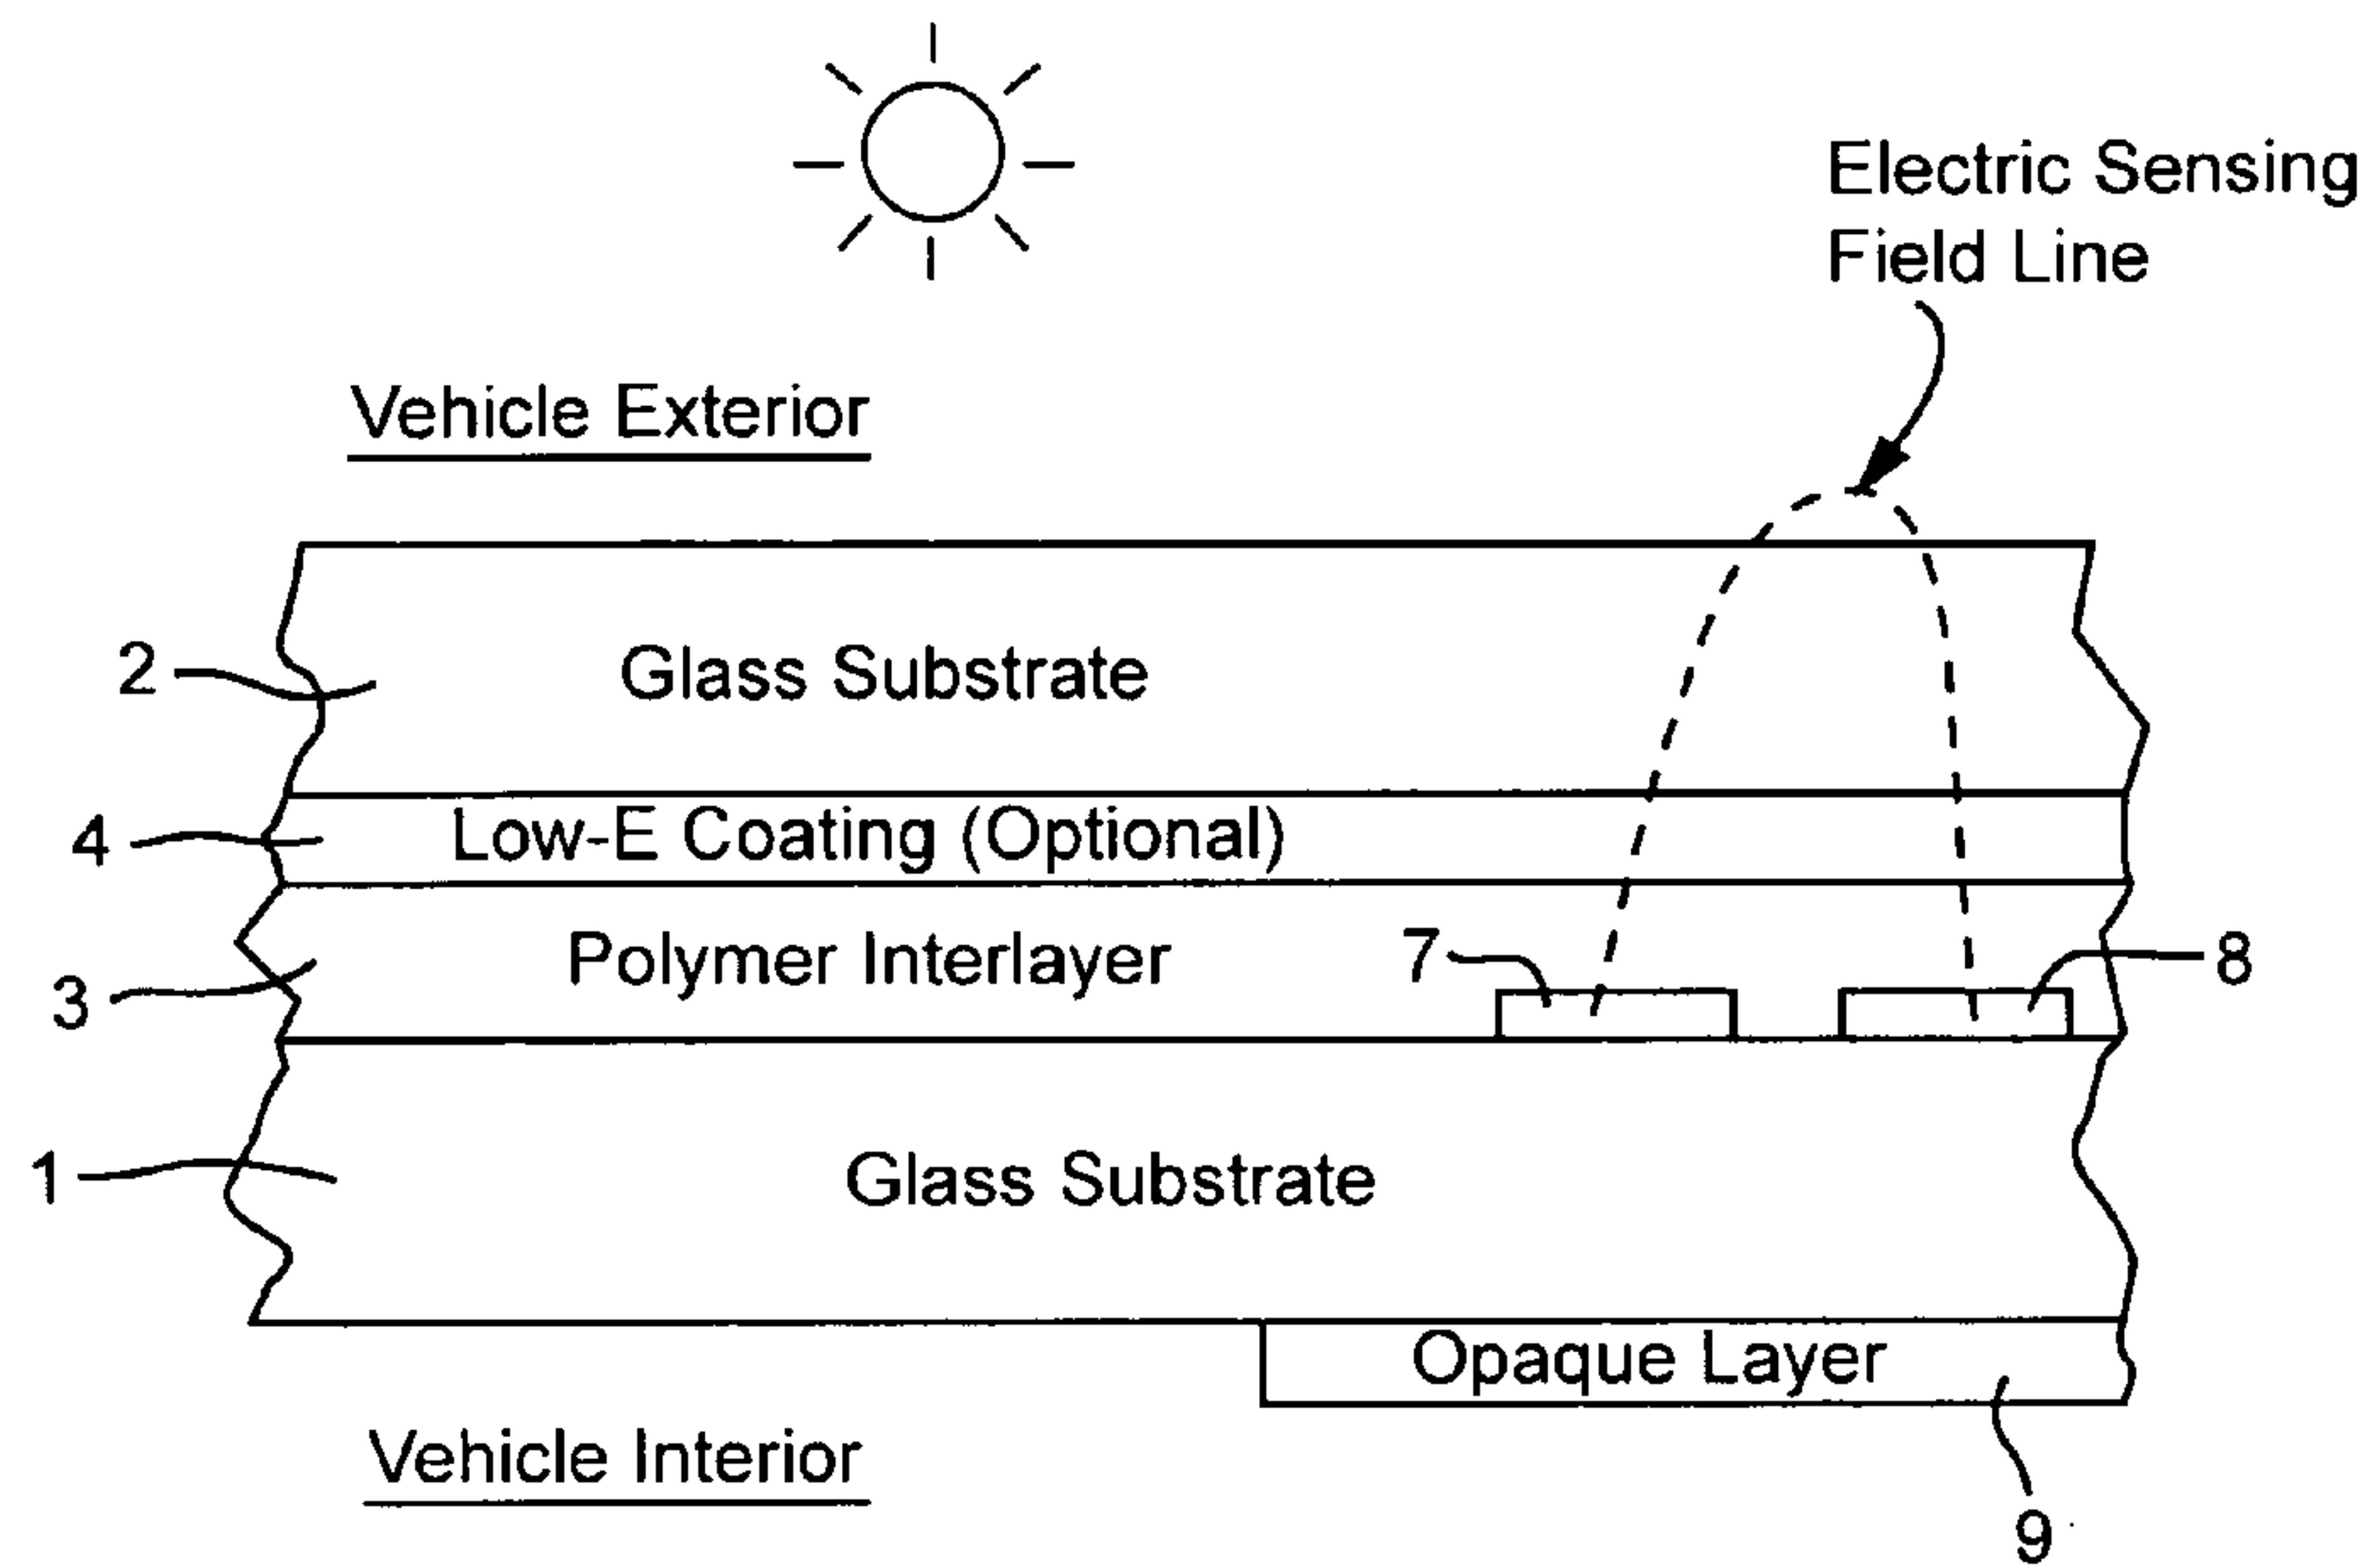 Electric Sensing
Field Line
Vehicle Exterior
2
Glass Substrate
4
Low-E Coating (Optional)
3
Polymer Interlayer
7
8
1
Glass Substrate
Opaque Layer
Vehicle Interior
9